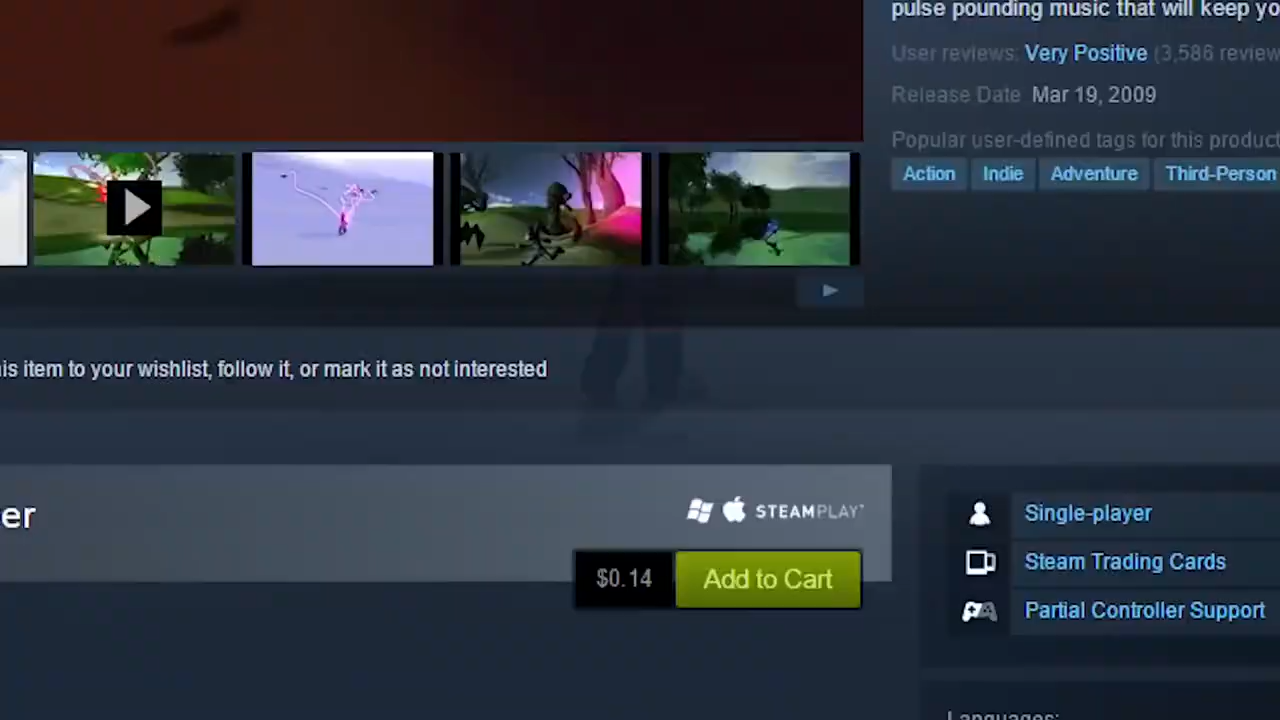 pulse pounding music that will keep yo
User reviews: Very Positive (3,586 review
Release Date Mar 19, 2009
Popular user-defined tags for this product
Action Indie Adventure Third-Person
is item to your wishlist, follow it, or mark it as not interested
er
STEAMPLAY
$0.14 Add to Cart
Single-player
Steam Trading Cards
Partial Controller Support
Languages: